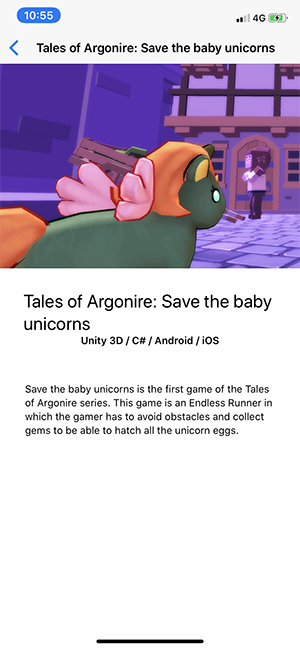 10:55
4G
Tales of Argonire: Save the baby unicorns
Tales of Argonire: Save the baby
unicorns
Unity 3D / C# / Android / iOS
Save the baby unicorns is the first game of the Tales
of Argonire series. This game is an Endless Runner in
which the gamer has to avoid obstacles and collect
gems to be able to hatch all the unicorn eggs.